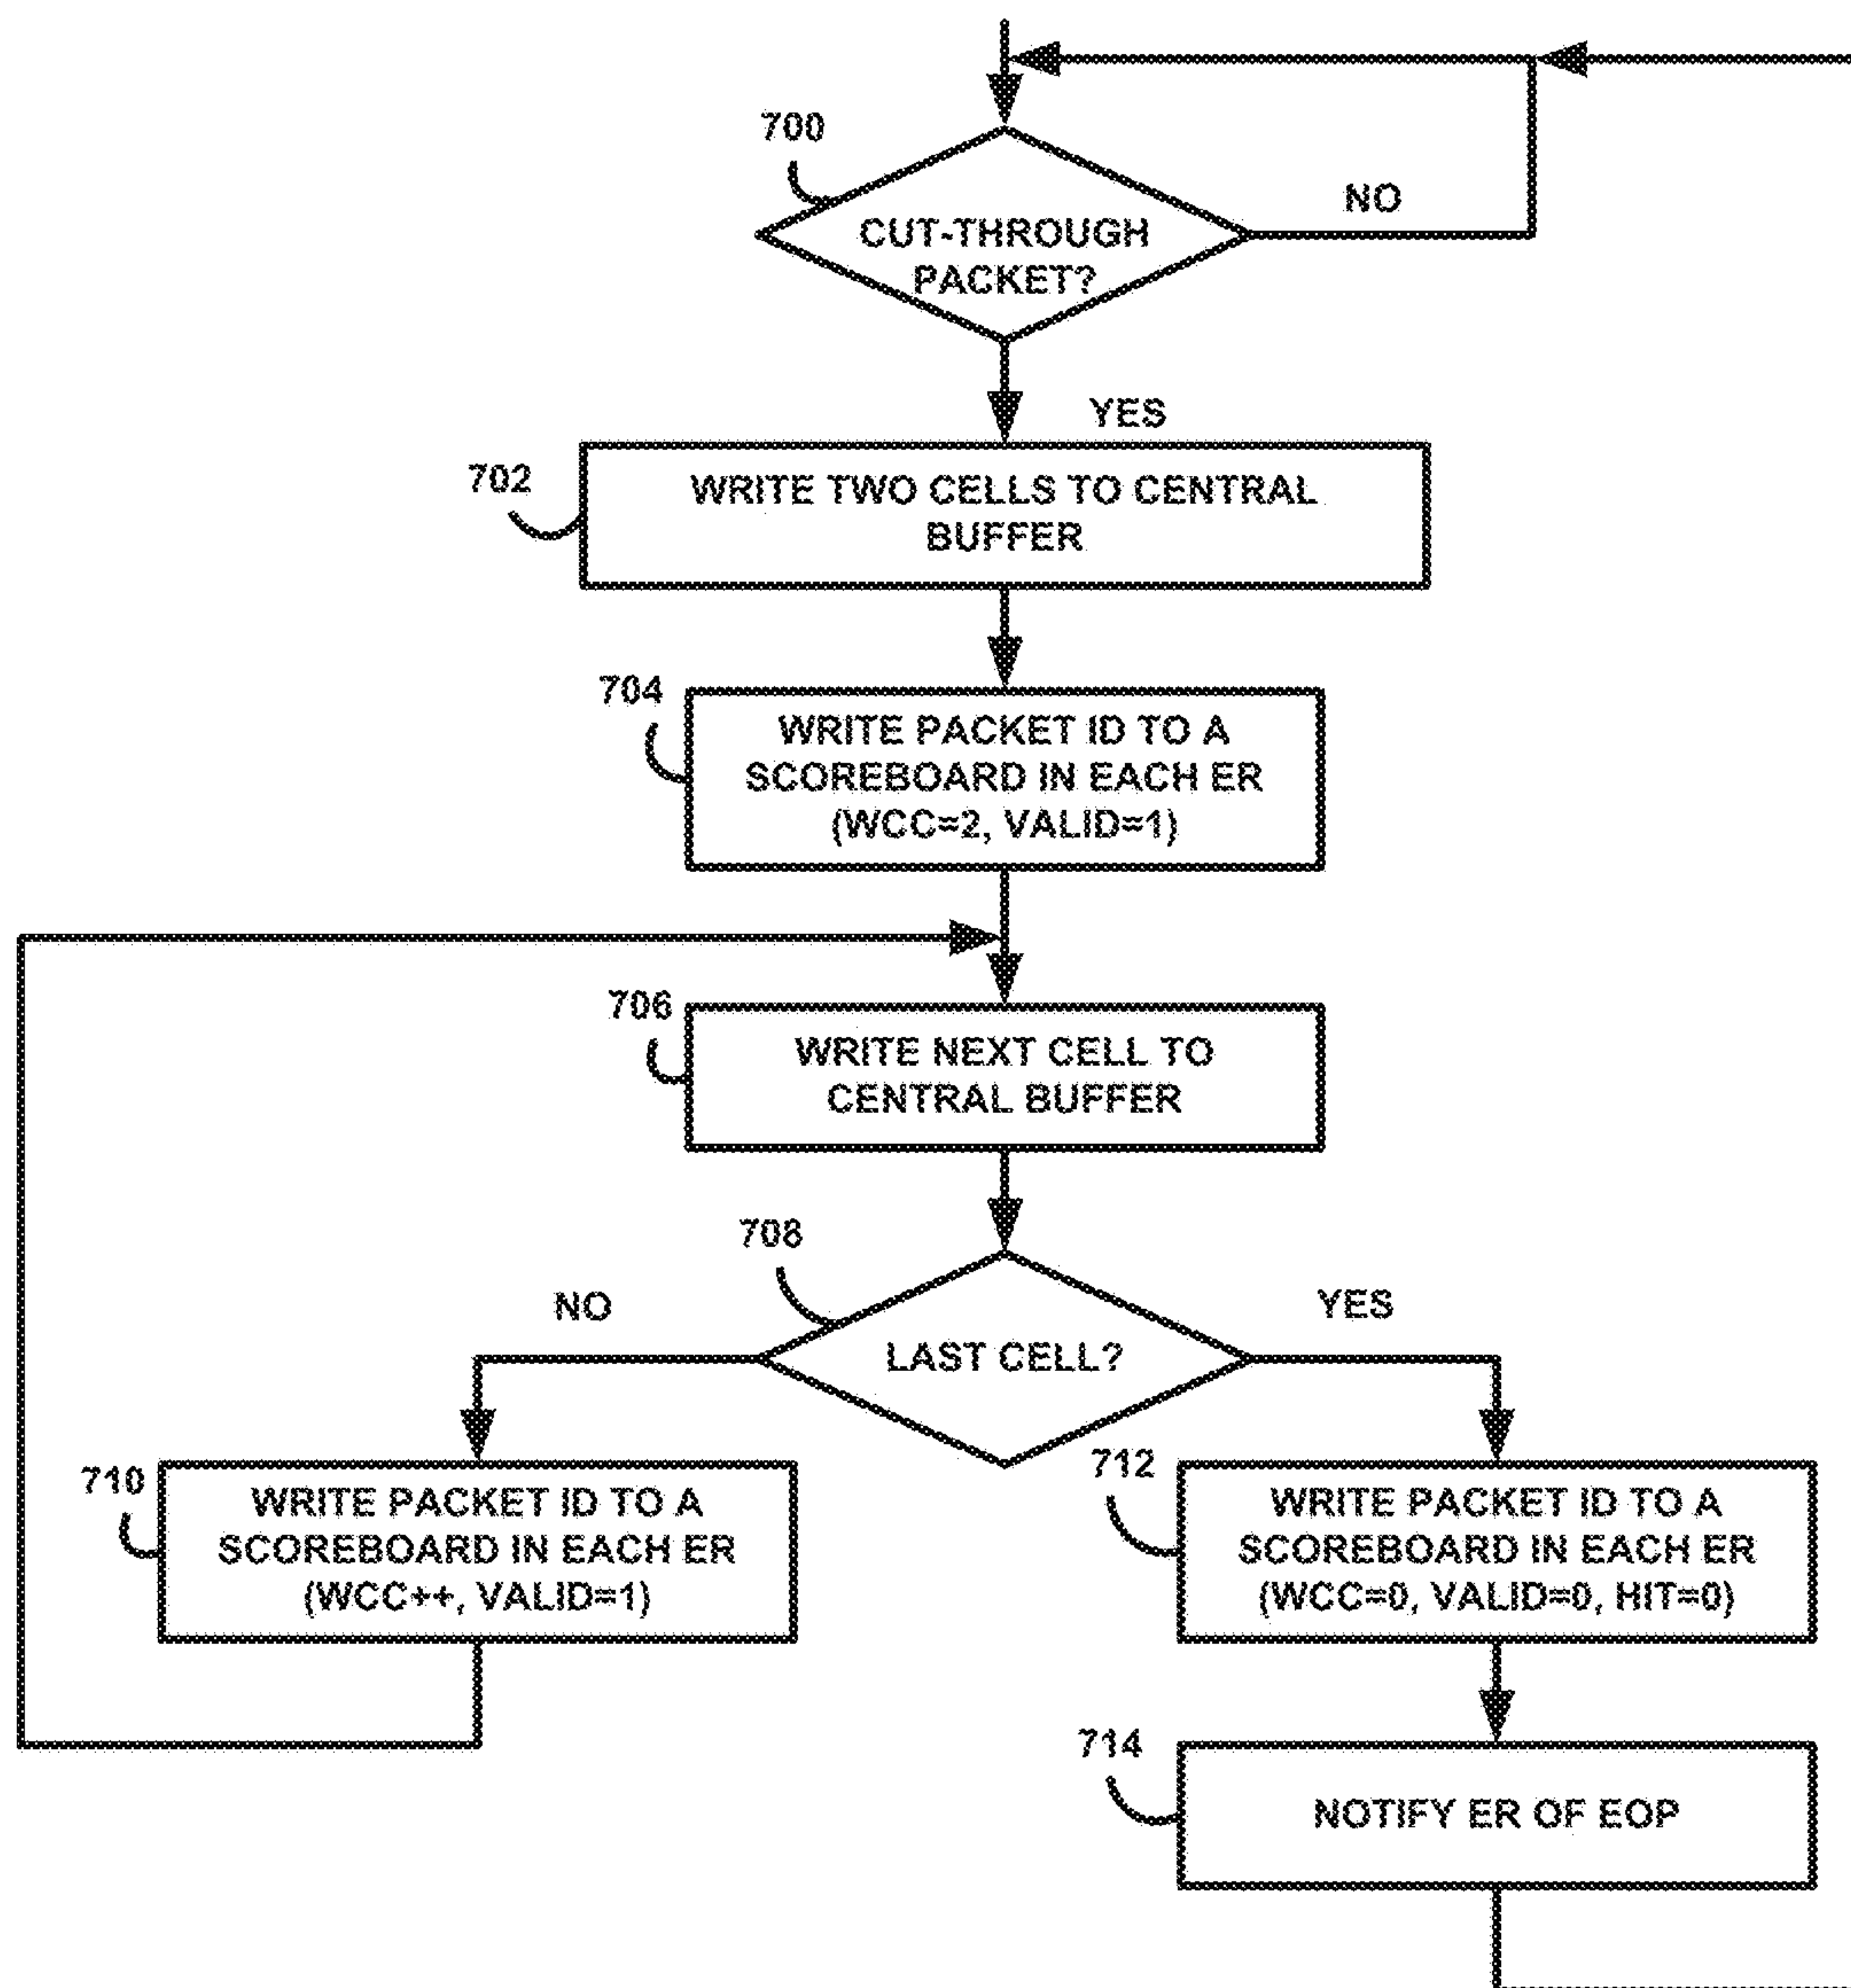 700
CUT-THROUGH
PACKET?
NO
YES
702
WRITE TWO CELLS TO CENTRAL
BUFFER
704
WRITE PACKET ID TO A
SCOREBOARD IN EACH ER
(WCC=2, VALID=1)
706
WRITE NEXT CELL TO
CENTRAL BUFFER
708
LAST CELL?
NO
YES
710
WRITE PACKET ID TO A
SCOREBOARD IN EACH ER
(WCC++, VALID=1)
712
WRITE PACKET ID TO A
SCOREBOARD IN EACH ER
(WCC=0, VALID=0, HIT=0)
714
NOTIFY ER OF EOP